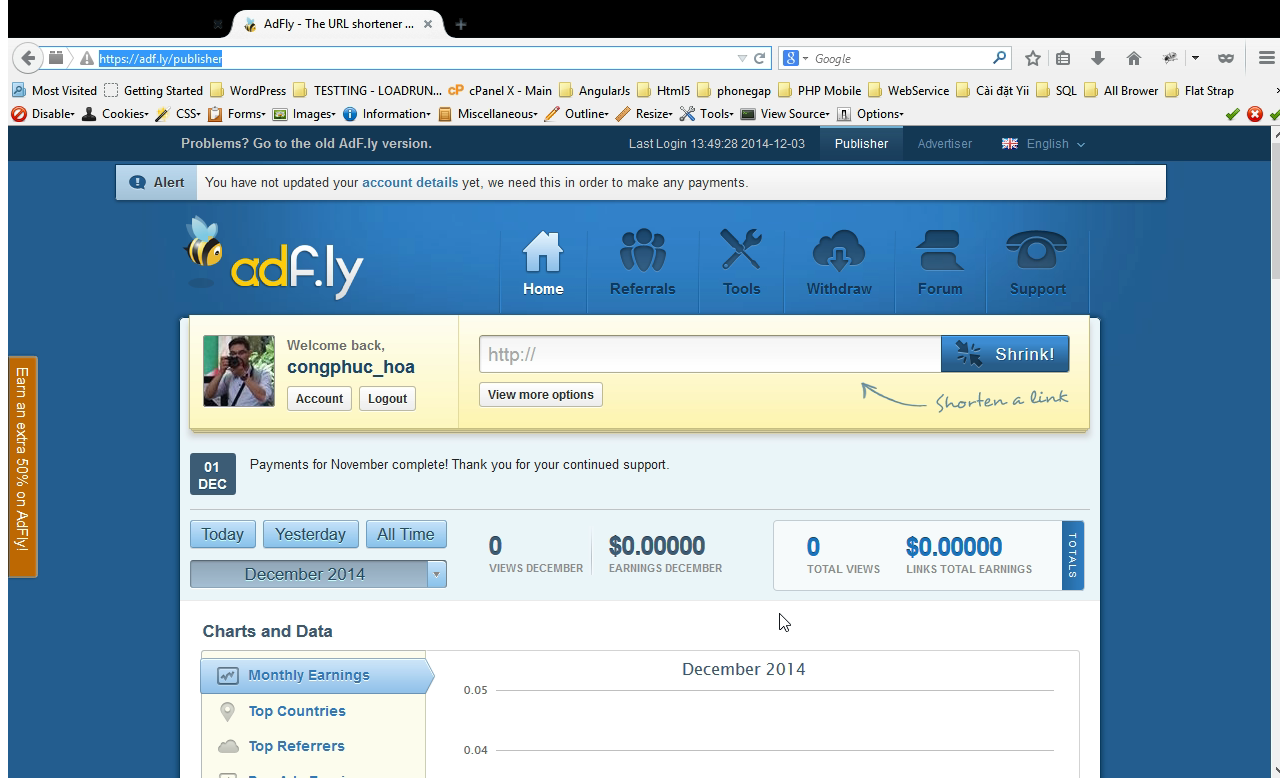 AdFly - The URL shortener ...
https://adf.ly/publisher
Google
Most Visited Getting Started WordPress TESTTING - LOADRUN... cPanel X - Main AngularJs Html5 phonegap PHP Mobile WebService Cài đặt Yii SQL All Brower Flat Strap
Disable Cookies CSS Forms Images Information Miscellaneous Outline Resize Tools View Source Options
Problems? Go to the old AdF.ly version. Last Login 13:49:28 2014-12-03 Publisher Advertiser English
Alert You have not updated your account details yet, we need this in order to make any payments.
adf.ly
Home Referrals Tools Withdraw Forum Support
Welcome back,
congphuc_hoa
Account Logout
http:// Shrink!
View more options
Shorten a link
Earn an extra 50% on AdFly!
01
DEC
Payments for November complete! Thank you for your continued support.
Today Yesterday All Time
December 2014
0 $0.00000
VIEWS DECEMBER EARNINGS DECEMBER
0 $0.00000
TOTAL VIEWS LINKS TOTAL EARNINGS
TOTALS
Charts and Data
Monthly Earnings
Top Countries
Top Referrers
December 2014
0.05
0.04